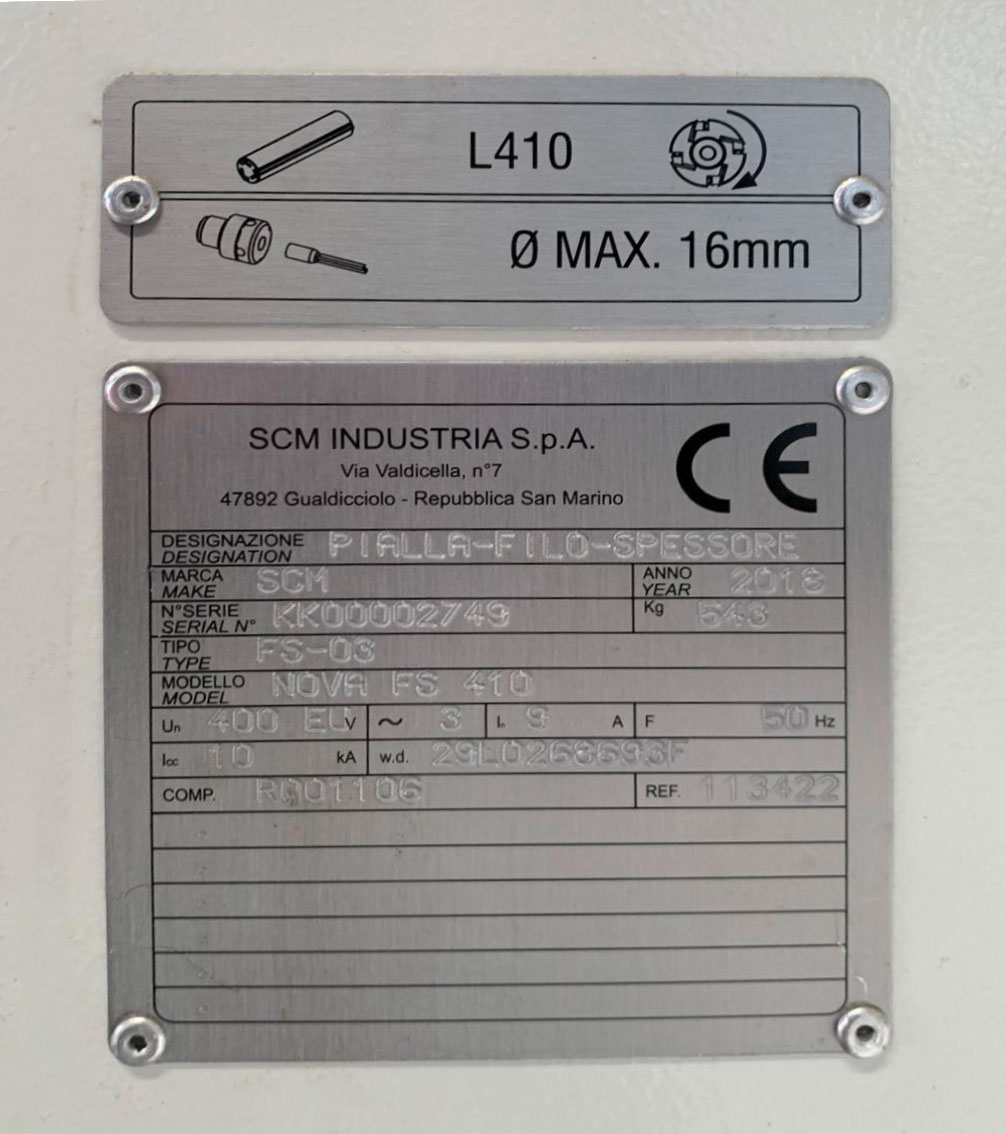 L410
Ø MAX. 16mm
SCM INDUSTRIA S.p.A.
Via Valdicella, n°7
47892 Gualdicciolo - Repubblica San Marino
CE
DESIGNAZIONE
DESIGNATION PIALLA-FILO-SPESSORE
MARCA
MAKE SCM
ANNO
YEAR 2018
N°SERIE
SERIAL N° KK00002749
Kg 543
TIPO
TYPE FS-03
MODELLO
MODEL NOVA FS 410
Un 400 EU V ~ 3 In 9 A F 50 Hz
Icc 10 kA w.d. 29L0268693F
COMP. REF. 113422